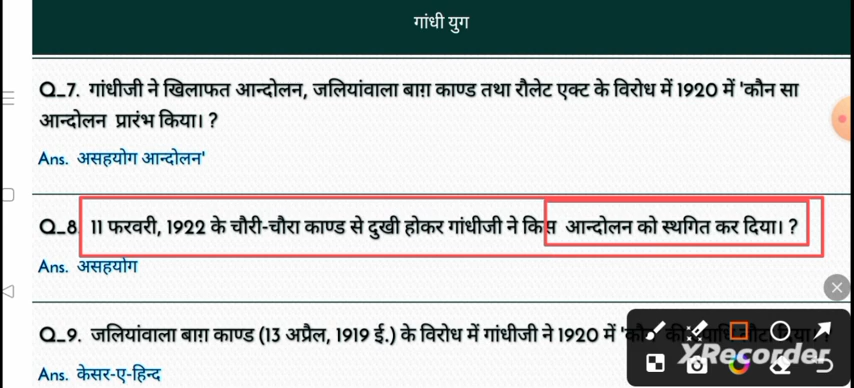 गांधी युग
Q_7. गांधीजी ने खिलाफत आन्दोलन, जलियांवाला बाग़ काण्ड तथा रौलेट एक्ट के विरोध में 1920 में 'कौन सा
आन्दोलन प्रारंभ किया। ?
Ans. असहयोग आन्दोलन'
Q_8. 11 फरवरी, 1922 के चौरी-चौरा काण्ड से दुखी होकर गांधीजी ने किस आन्दोलन को स्थगित कर दिया। ?
Ans. असहयोग
Q_9. जलियांवाला बाग़ काण्ड (13 अप्रैल, 1919 ई.) के विरोध में गांधीजी ने 1920 में 'कौन
XRecorder
Ans. केसर-ए-हिन्द